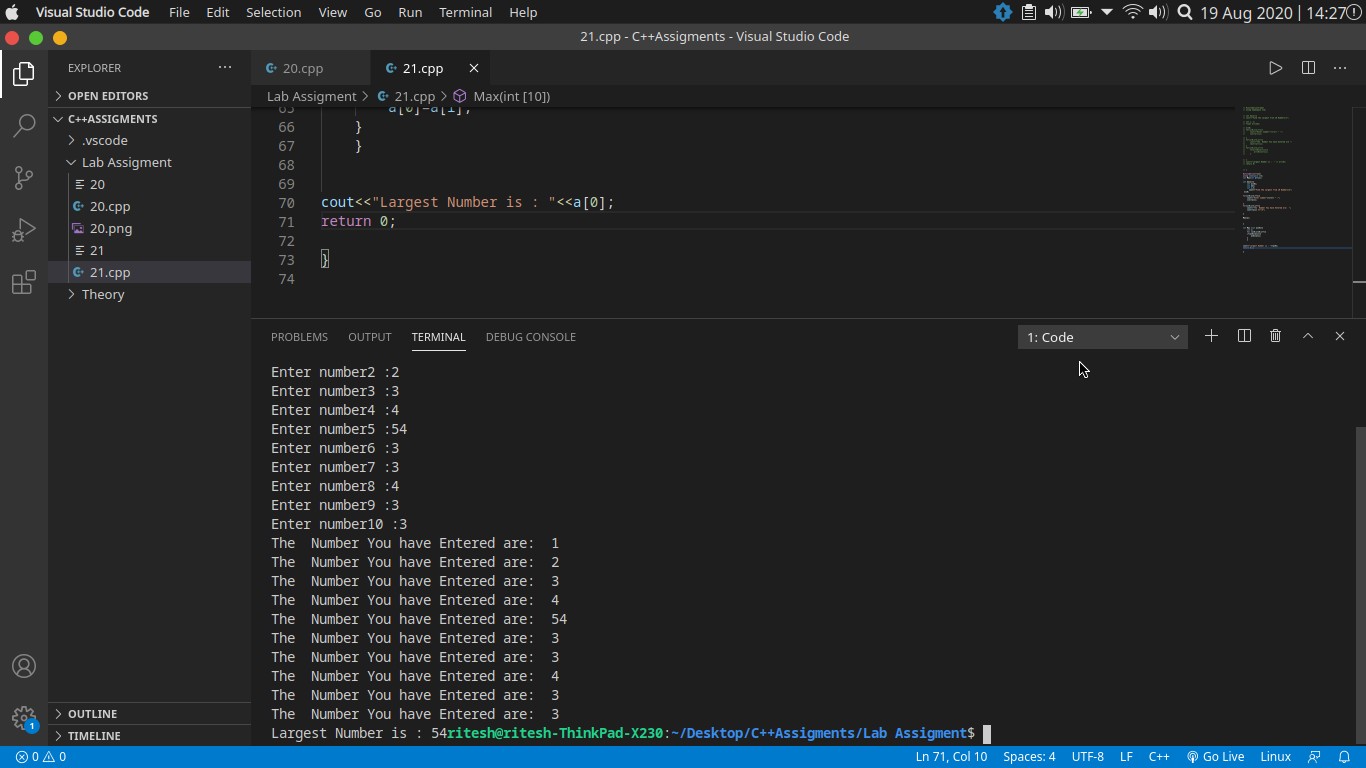 Visual Studio Code File Edit Selection View Go Run Terminal Help 19 Aug 2020 | 14:27
21.cpp - C++Assigments - Visual Studio Code
EXPLORER
OPEN EDITORS
C++ASSIGMENTS
.vscode
Lab Assigment
20
20.cpp
20.png
21
21.cpp
Theory
OUTLINE
TIMELINE
20.cpp 21.cpp
Lab Assigment > 21.cpp > Max(int [10])
65 a[0]=a[i];
66 }
67 }
68
69
70 cout<<"Largest Number is : "<<a[0];
71 return 0;
72
73 }
74
PROBLEMS OUTPUT TERMINAL DEBUG CONSOLE 1: Code
Enter number2 :2
Enter number3 :3
Enter number4 :4
Enter number5 :54
Enter number6 :3
Enter number7 :3
Enter number8 :4
Enter number9 :3
Enter number10 :3
The  Number You have Entered are:  1
The  Number You have Entered are:  2
The  Number You have Entered are:  3
The  Number You have Entered are:  4
The  Number You have Entered are:  54
The  Number You have Entered are:  3
The  Number You have Entered are:  3
The  Number You have Entered are:  4
The  Number You have Entered are:  3
The  Number You have Entered are:  3
Largest Number is : 54ritesh@ritesh-ThinkPad-X230:~/Desktop/C++Assigments/Lab Assigment$
1
0 0 Ln 71, Col 10 Spaces: 4 UTF-8 LF C++ Go Live Linux